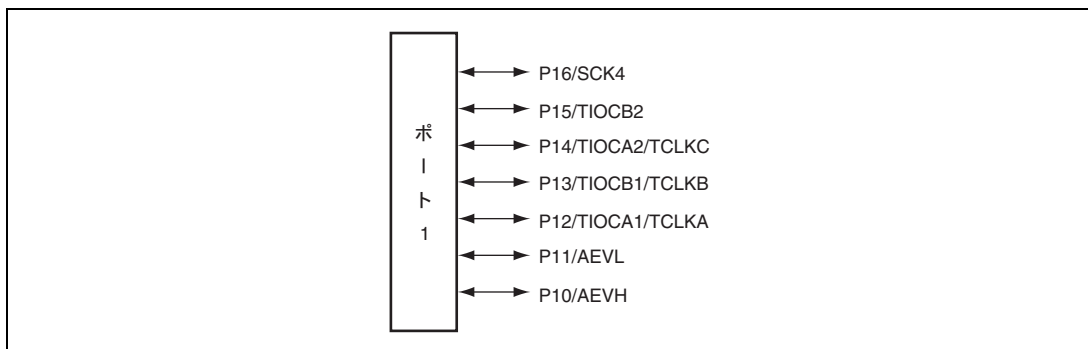 ポート1
P16/SCK4
P15/TIOCB2
P14/TIOCA2/TCLKC
P13/TIOCB1/TCLKB
P12/TIOCA1/TCLKA
P11/AEVL
P10/AEVH